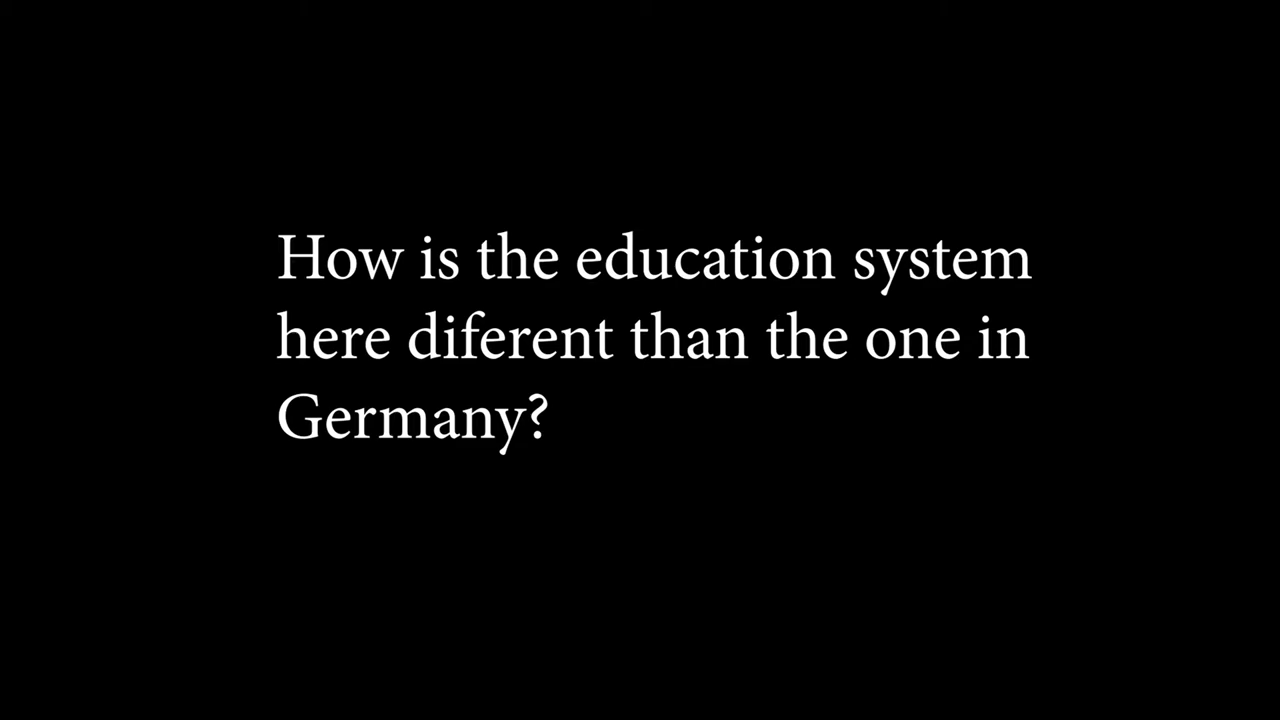 How is the education system
here diferent than the one in
Germany?